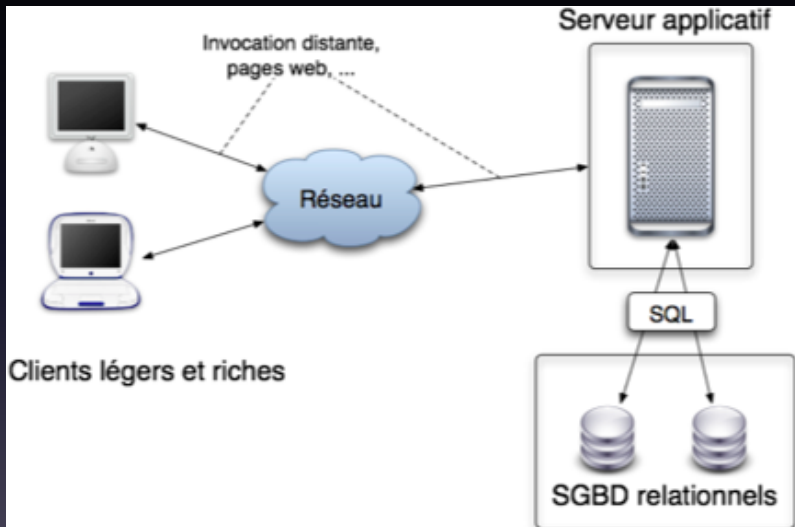 Serveur applicatif
Invocation distante,
pages web, ...
Réseau
SQL
Clients légers et riches
SGBD relationnels